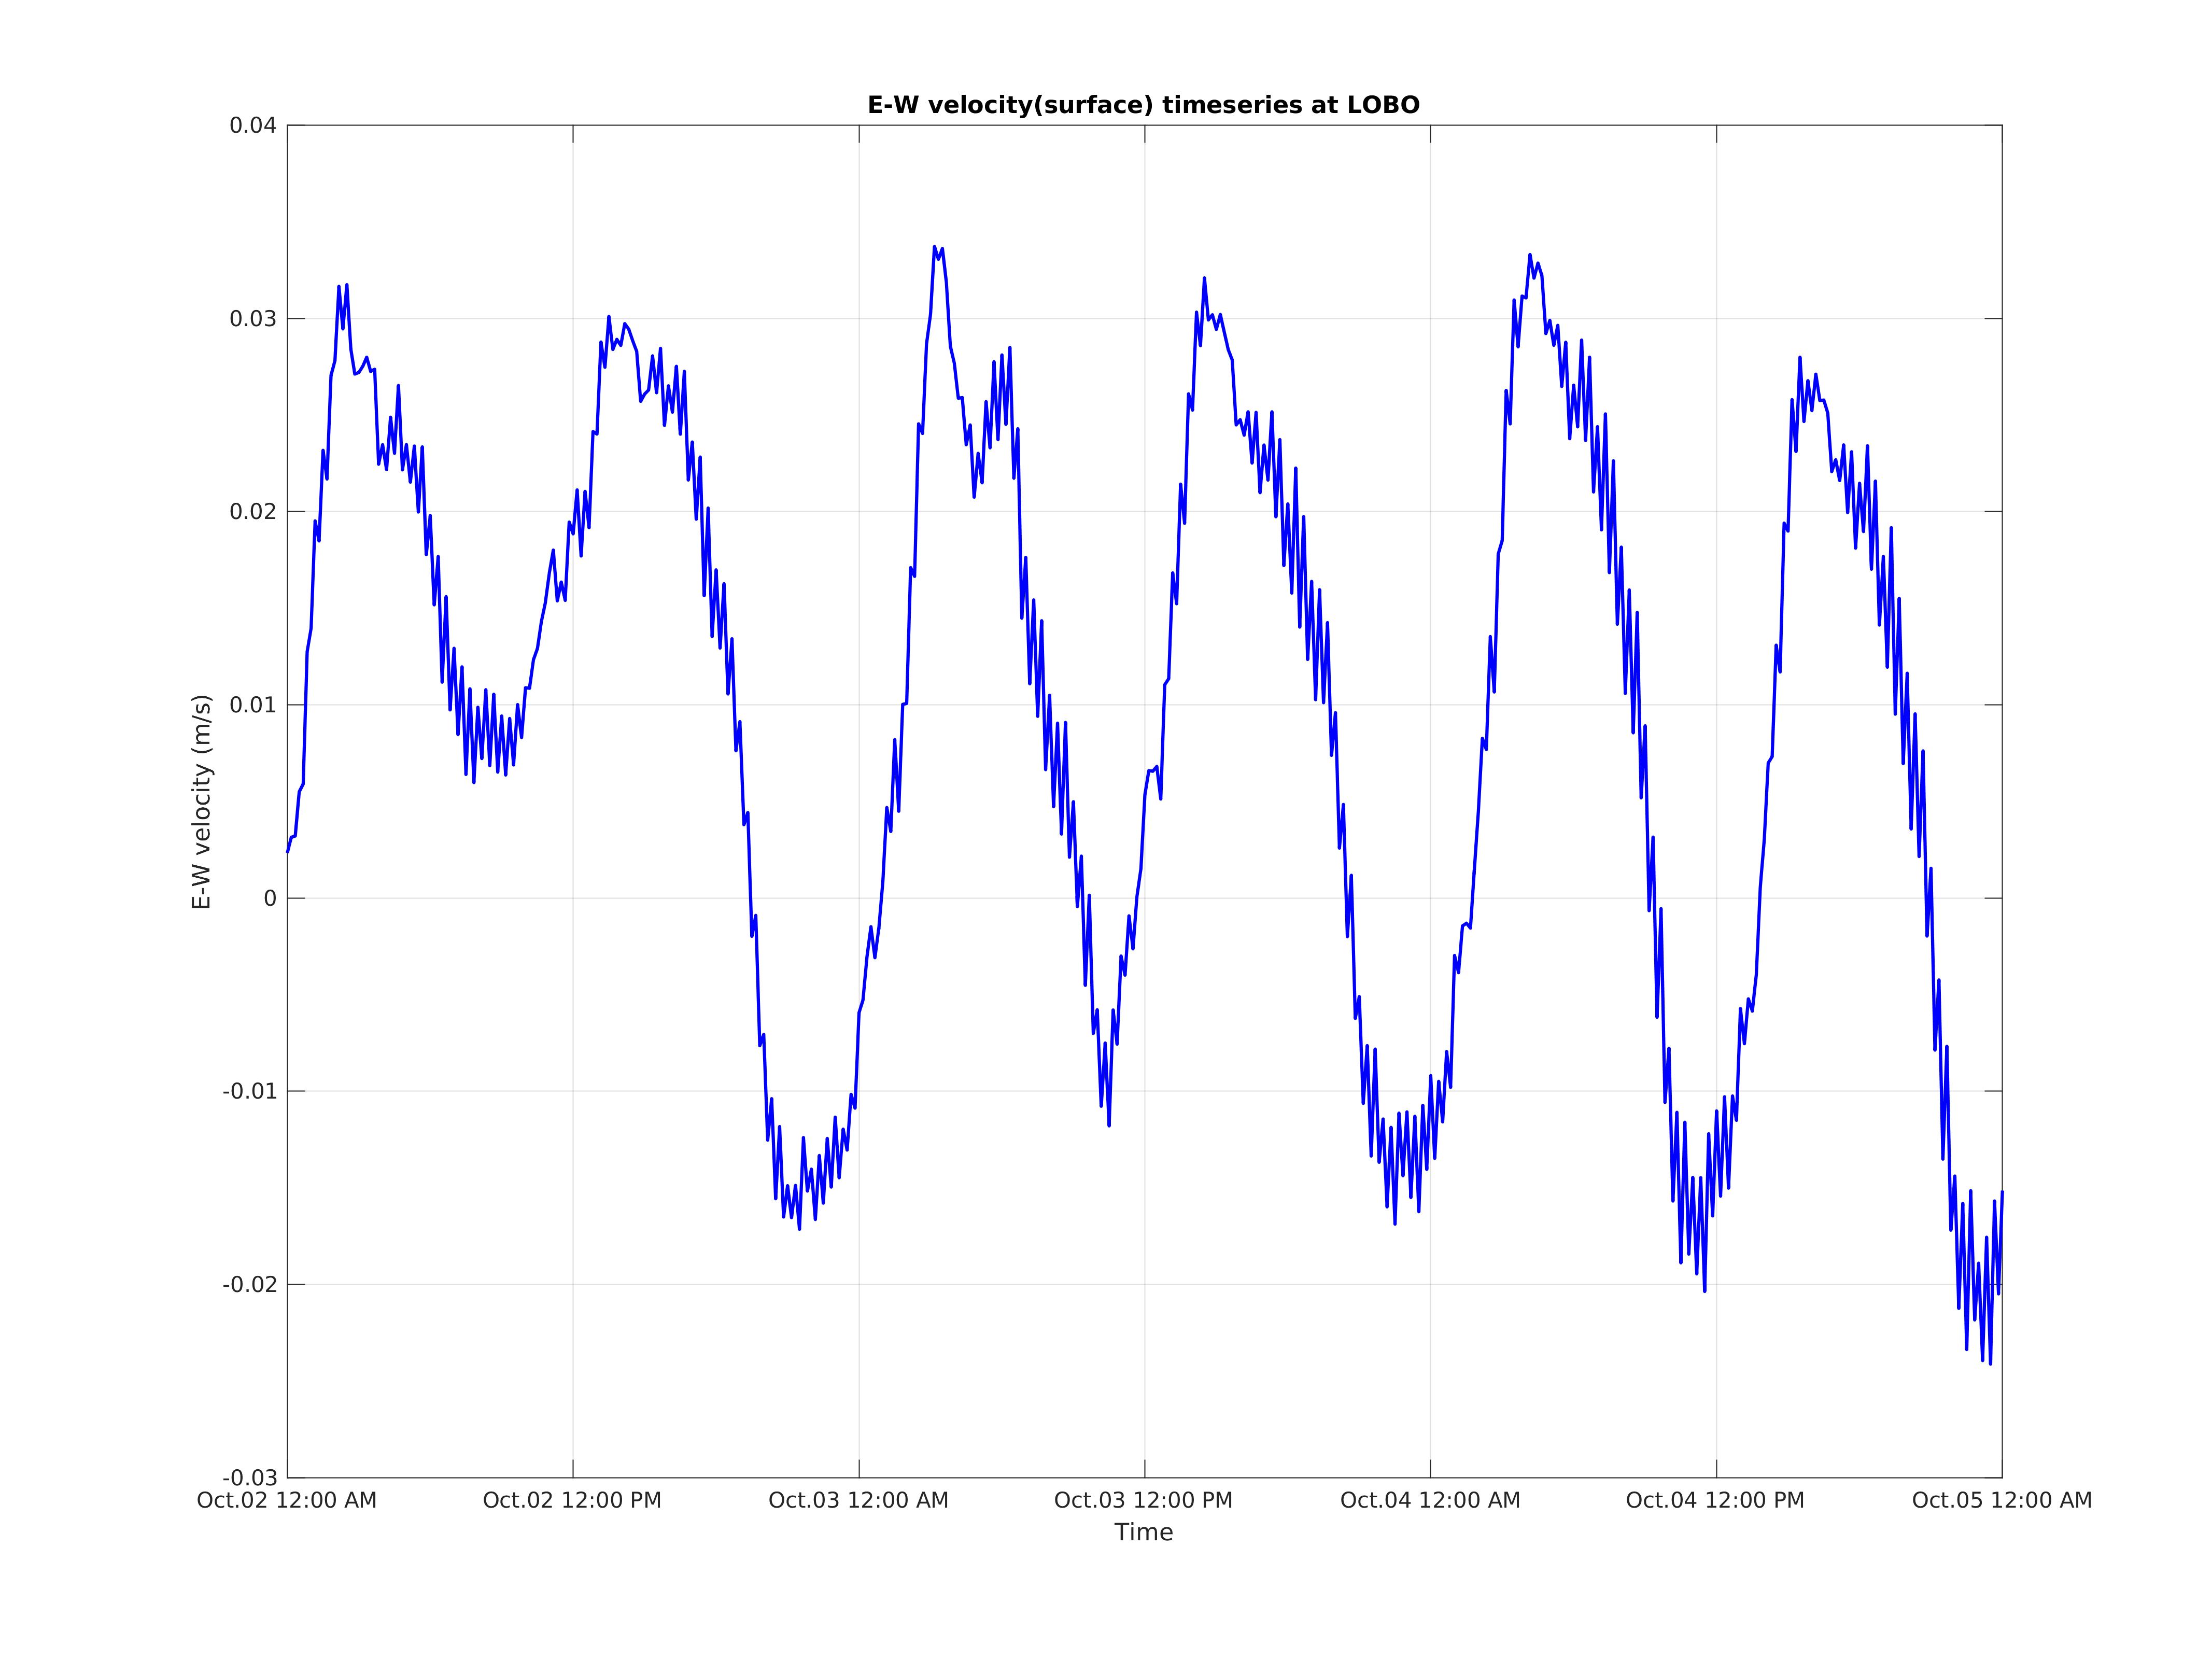 E-W velocity(surface) timeseries at LOBO
0.04
0.03
0.02
0.01
0
-0.01
-0.02
-0.03
E-W velocity (m/s)
Oct.02 12:00 AM
Oct.02 12:00 PM
Oct.03 12:00 AM
Oct.03 12:00 PM
Oct.04 12:00 AM
Oct.04 12:00 PM
Oct.05 12:00 AM
Time